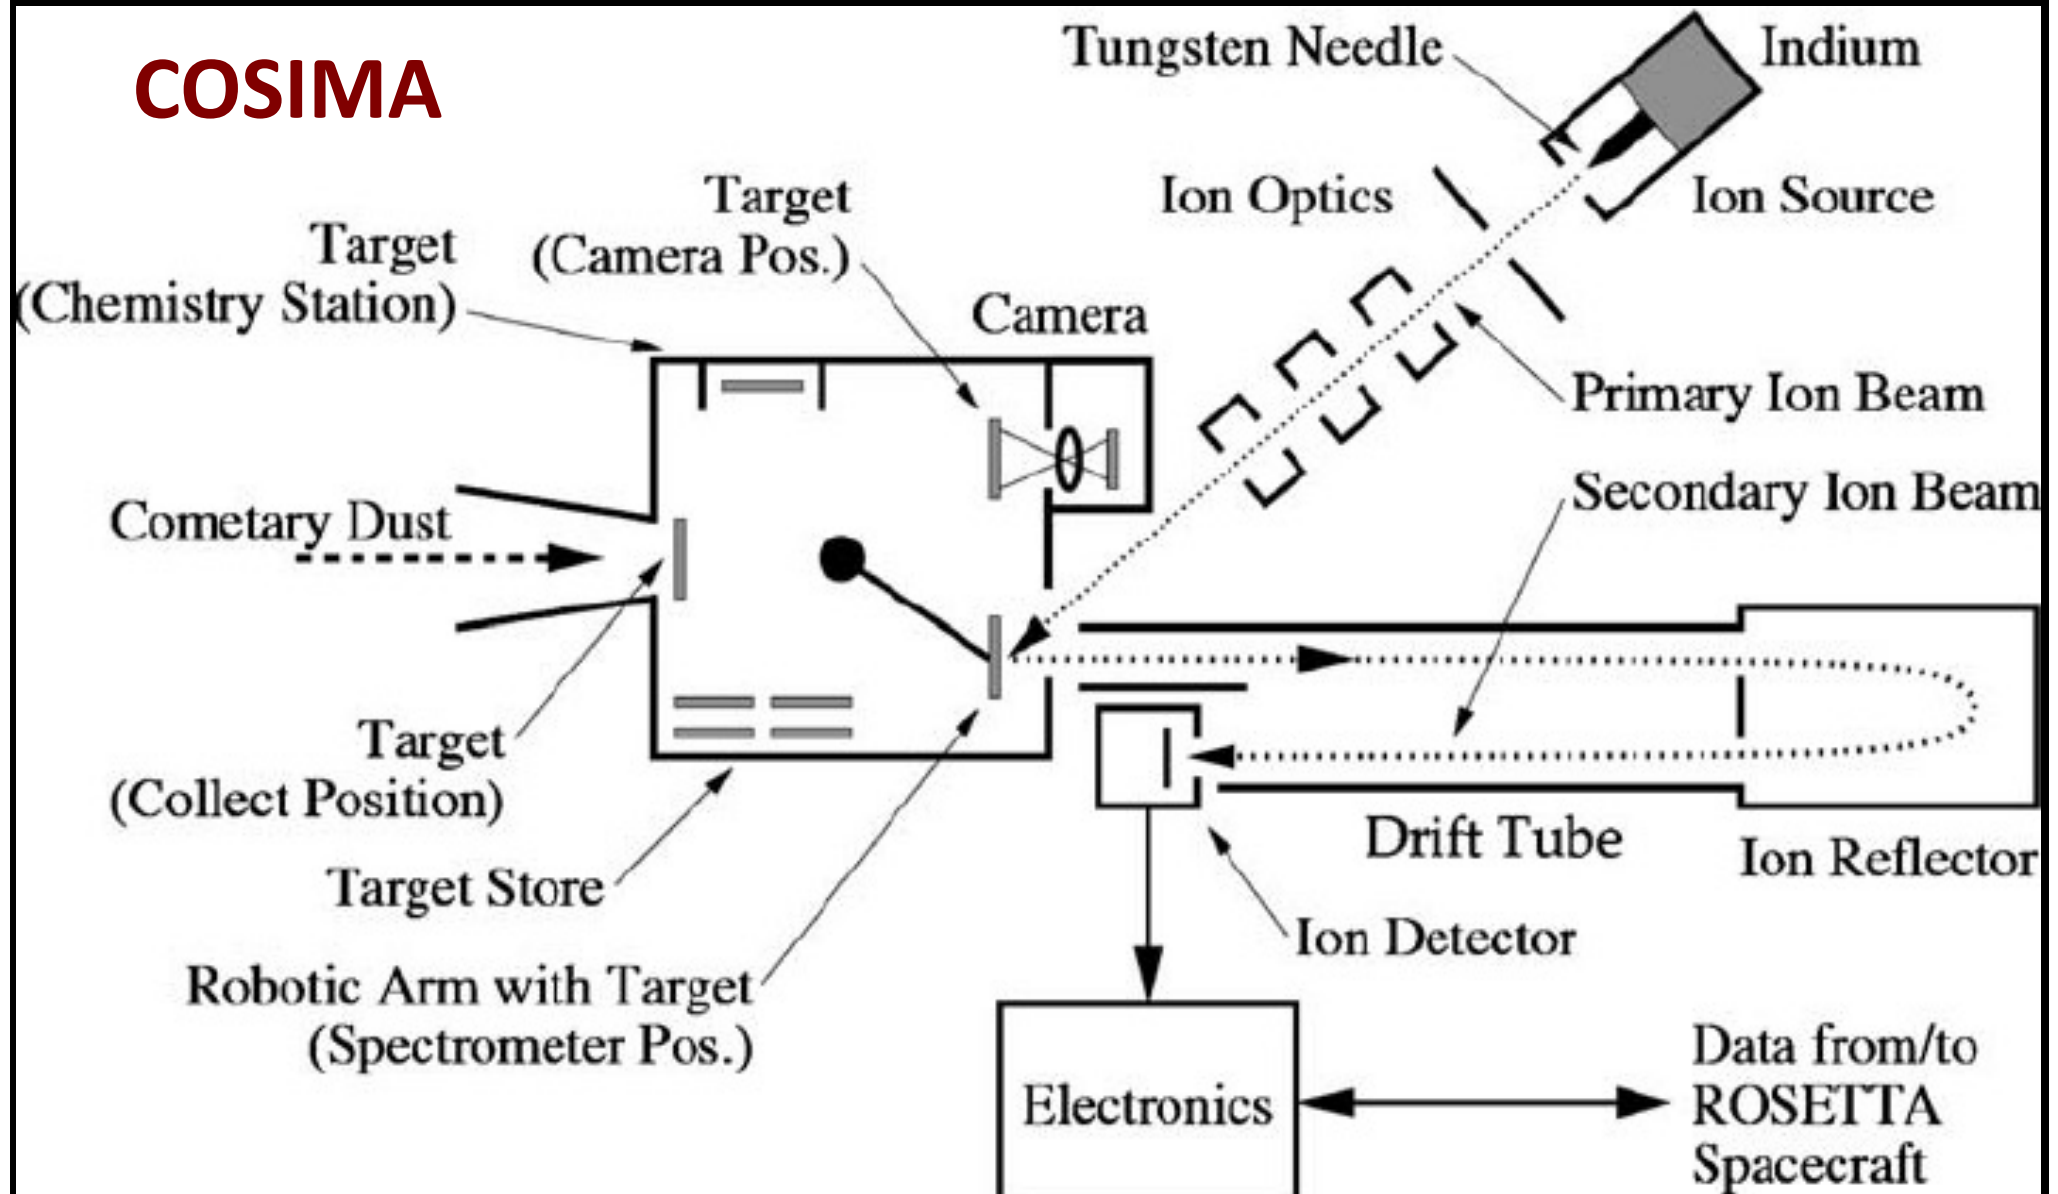 COSIMA
Tungsten Needle
Indium
Target
(Camera Pos.)
Ion Optics
Ion Source
Target
(Chemistry Station)
Camera
Primary Ion Beam
Secondary Ion Beam
Cometary Dust
Target
(Collect Position)
Drift Tube
Ion Reflector
Target Store
Ion Detector
Robotic Arm with Target
(Spectrometer Pos.)
Electronics
Data from/to
ROSETTA
Spacecraft